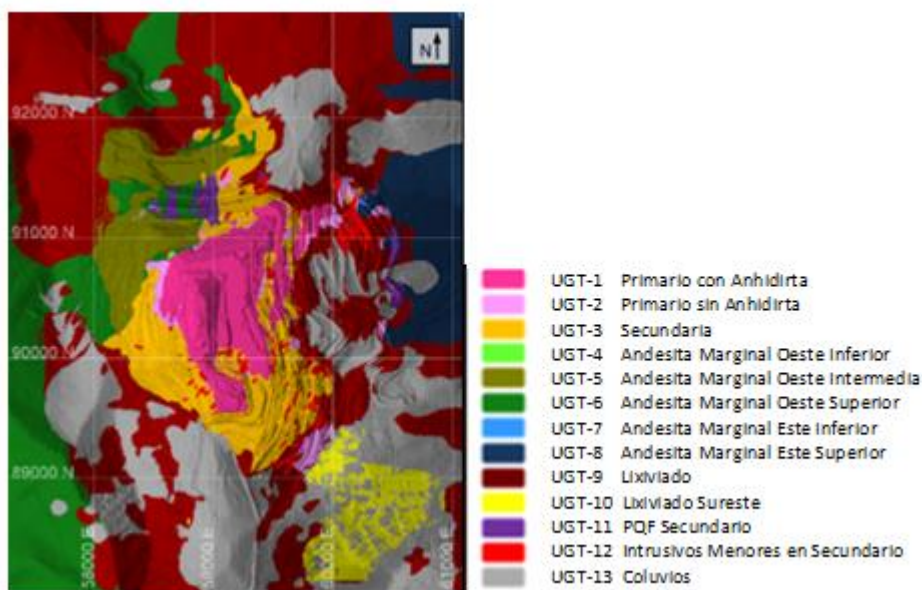 N
92000 N
91000 N
90000 N
89000 N
58000 E
61000 E
UGT-1 Primario con Anhidirta
UGT-2 Primario sin Anhidirta
UGT-3 Secundaria
UGT-4 Andesita Marginal Oeste Inferior
UGT-5 Andesita Marginal Oeste Intermedia
UGT-6 Andesita Marginal Oeste Superior
UGT-7 Andesita Marginal Este Inferior
UGT-8 Andesita Marginal Este Superior
UGT-9 Lixiviado
UGT-10 Lixiviado Sureste
UGT-11 PQF Secundario
UGT-12 Intrusivos Menores en Secundario
UGT-13 Coluvios